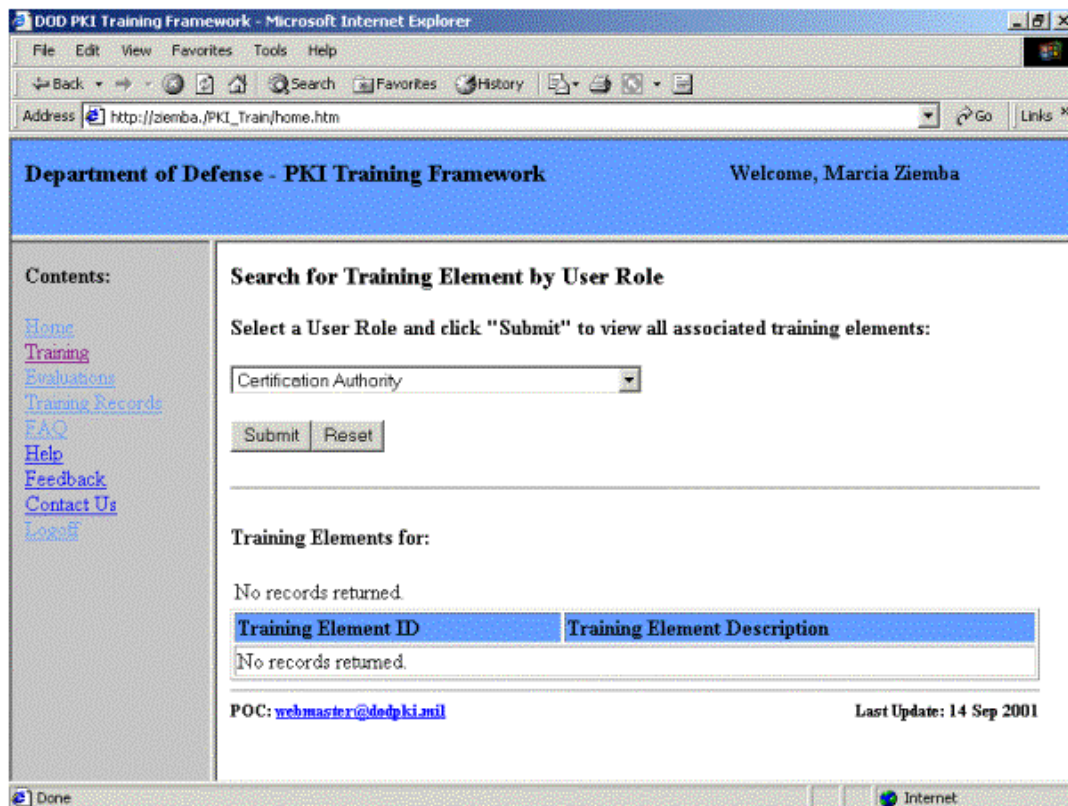 DOD PKI Training Framework - Microsoft Internet Explorer
File Edit View Favorites Tools Help
Back Search Favorites History
Address http://ziemba./PKI_Train/home.htm Go Links »
Department of Defense - PKI Training Framework Welcome, Marcia Ziemba
Contents:
Home
Training
Evaluations
Training Records
FAQ
Help
Feedback
Contact Us
Logoff
Search for Training Element by User Role
Select a User Role and click "Submit" to view all associated training elements:
Certification Authority
Submit Reset
Training Elements for:
No records returned.
Training Element ID Training Element Description
No records returned.
POC: webmaster@dodpki.mil Last Update: 14 Sep 2001
Done Internet